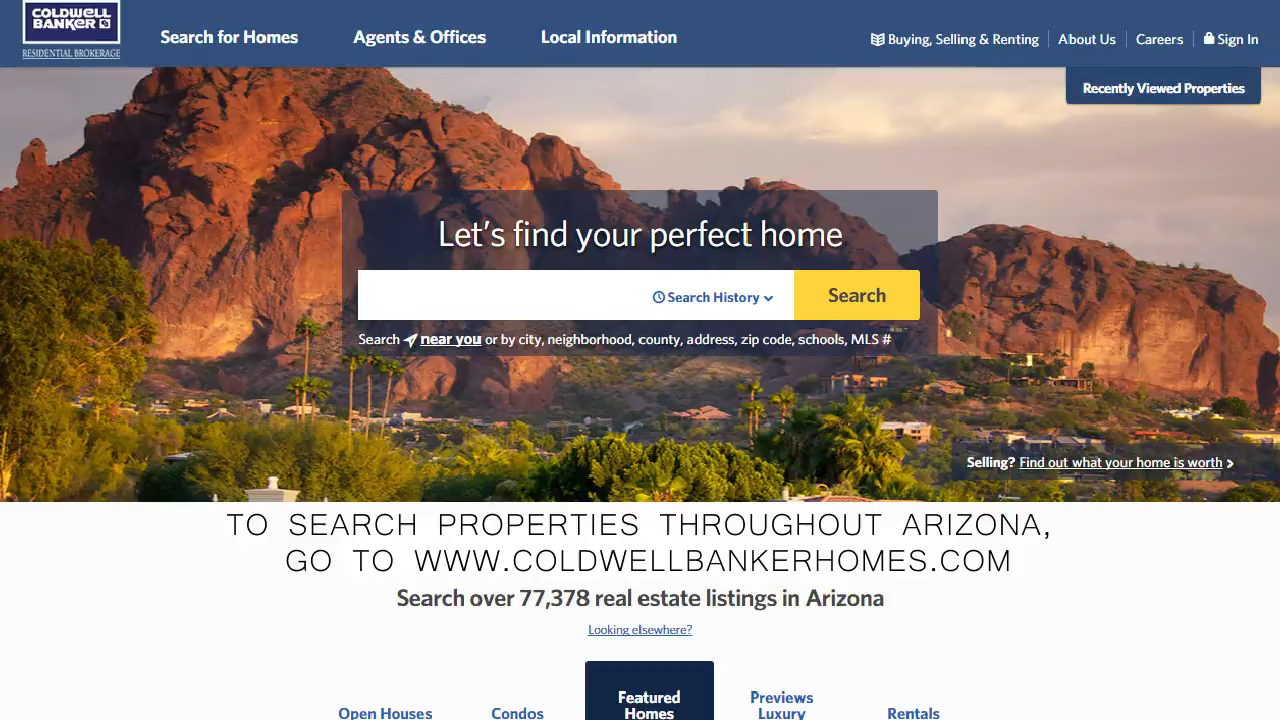 COLDWELL
BANKER
RESIDENTIAL BROKERAGE
Search for Homes
Agents & Offices
Local Information
Buying, Selling & Renting
About Us
Careers
Sign In
Recently Viewed Properties
Let's find your perfect home
Search History
Search
Search near you or by city, neighborhood, county, address, zip code, schools, MLS #
Selling? Find out what your home is worth
TO SEARCH PROPERTIES THROUGHOUT ARIZONA,
GO TO WWW.COLDWELLBANKERHOMES.COM
Search over 77,378 real estate listings in Arizona
Looking elsewhere?
Open Houses
Condos
Featured
Homes
Previews
Luxury
Rentals